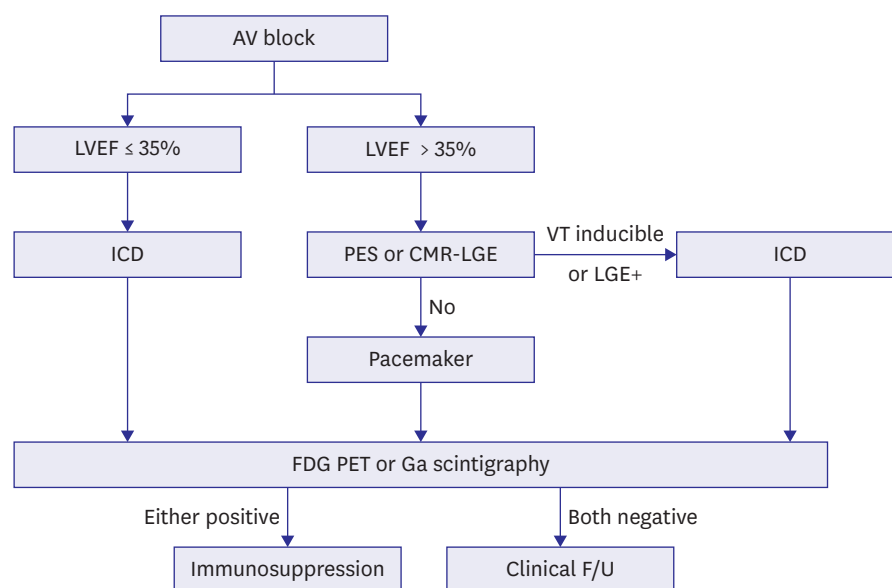 AV block
LVEF ≤ 35%
LVEF > 35%
ICD
PES or CMR-LGE
VT inducible
or LGE+
ICD
No
Pacemaker
FDG PET or Ga scintigraphy
Either positive
Both negative
Immunosuppression
Clinical F/U